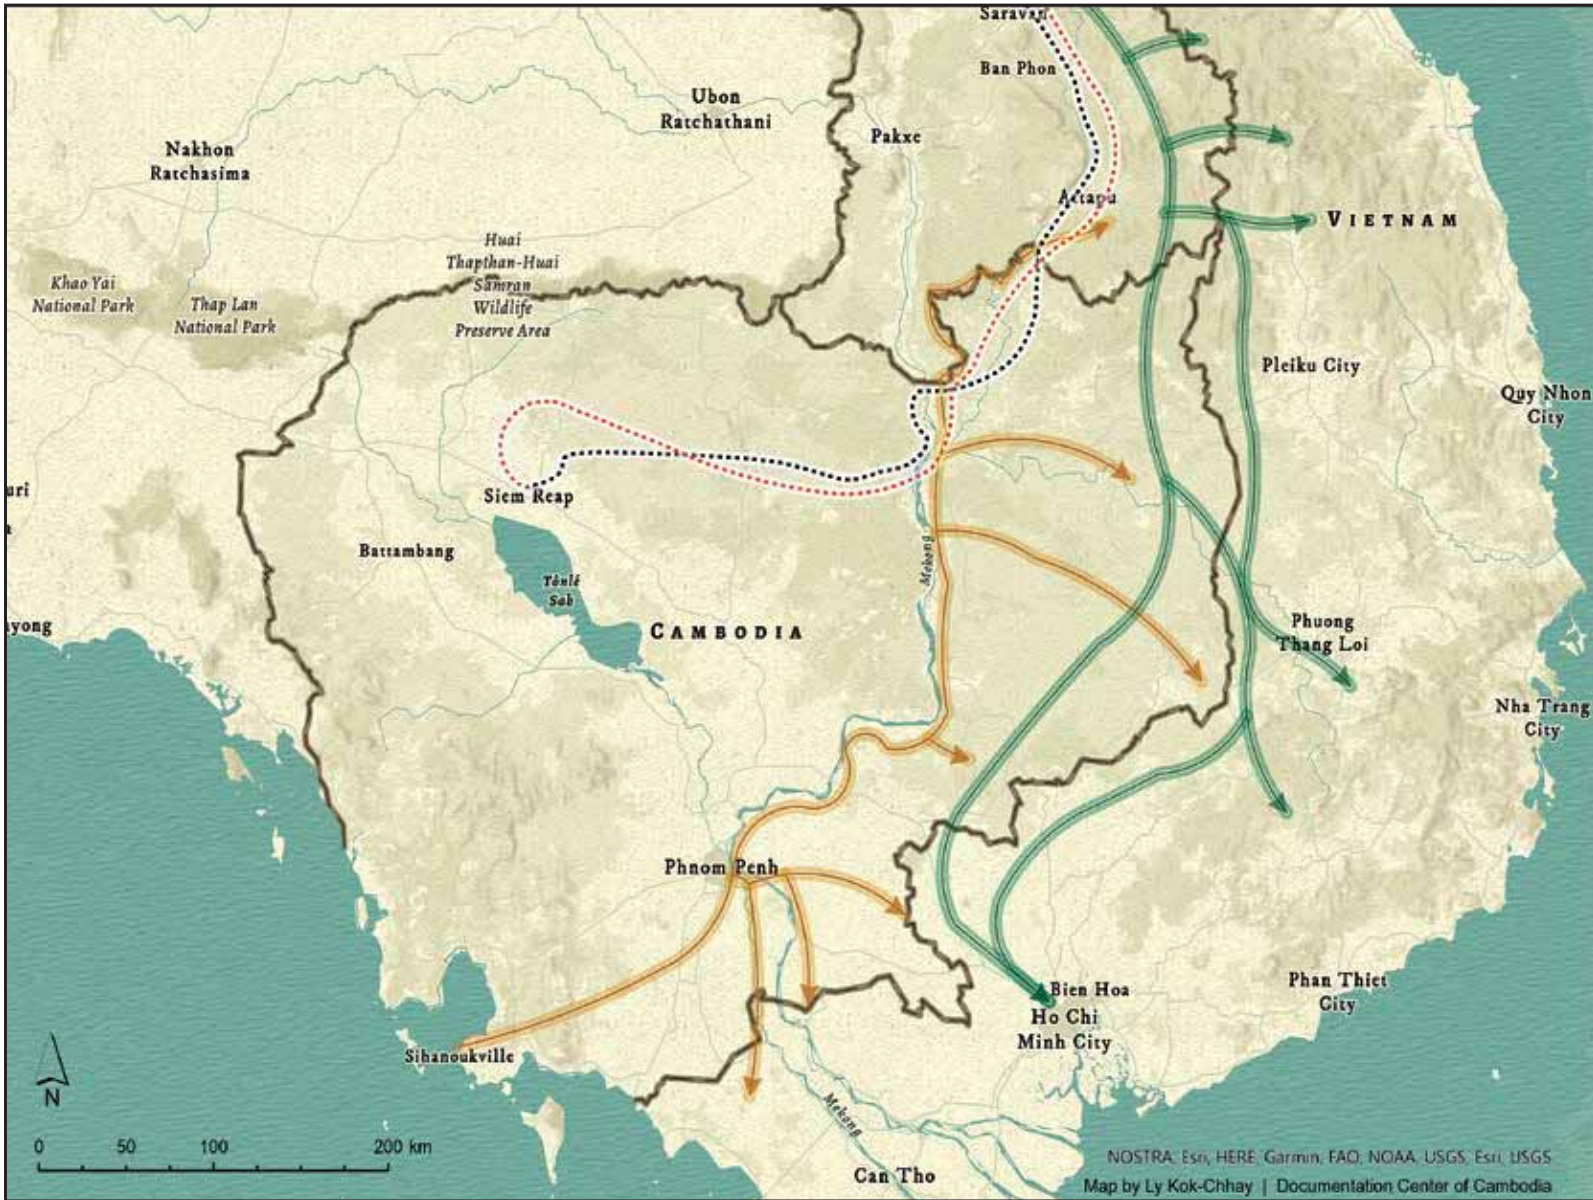 Saravan
Ban Phon
Ubon
Ratchathani
Pakxe
Nakhon
Ratchasima
Attapu
VIETNAM
Huai
Thapthan-Huai
Samran
Wildlife
Preserve Area
Khao Yai
National Park
Thap Lan
National Park
Pleiku City
Quy Nhon
City
uri
Siem Reap
Battambang
Tônlé
Sab
Mekong
yong
CAMBODIA
Phuong
Thang Loi
Nha Trang
City
Phnom Penh
Bien Hoa
Ho Chi
Minh City
Phan Thiet
City
Sihanoukville
N
Mekong
0 50 100 200 km
Can Tho
NOSTRA, Esri, HERE, Garmin, FAO, NOAA, USGS, Esri, USGS
Map by Ly Kok-Chhay | Documentation Center of Cambodia